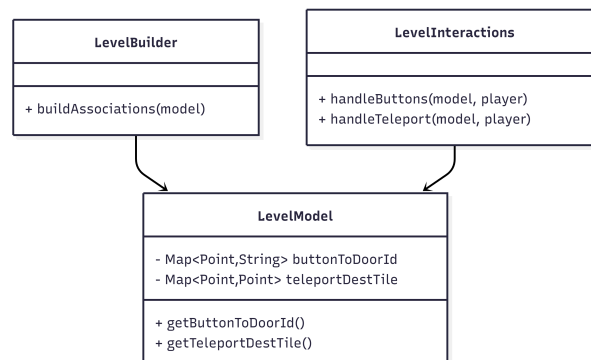 LevelBuilder
+ buildAssociations(model)
LevelInteractions
+ handleButtons(model, player)
+ handleTeleport(model, player)
LevelModel
- Map<Point,String> buttonToDoorId
- Map<Point,Point> teleportDestTile
+ getButtonToDoorId()
+ getTeleportDestTile()